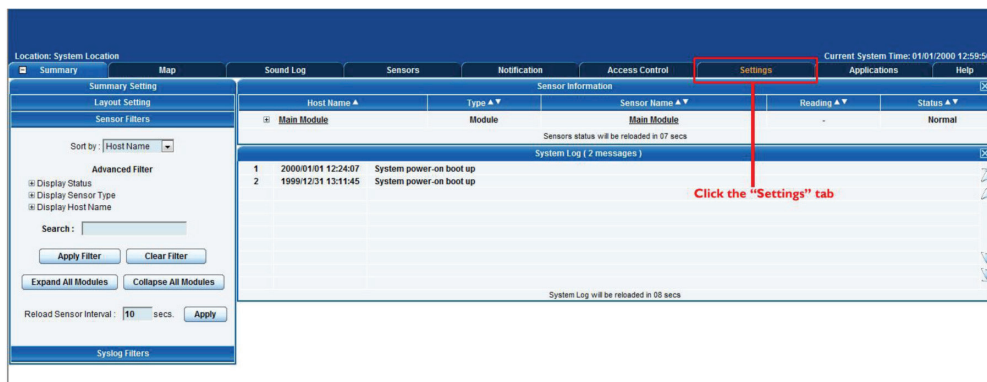 Location: System Location
Current System Time: 01/01/2000 12:59:5
Summary Map Sound Log Sensors Notification Access Control Settings Applications Help
Summary Setting
Layout Setting
Sensor Filters
Sort by : Host Name
Advanced Filter
Display Status
Display Sensor Type
Display Host Name
Search :
Apply Filter Clear Filter
Expand All Modules Collapse All Modules
Reload Sensor Interval : 10 secs. Apply
Syslog Filters
Sensor Information
Host Name Type Sensor Name Reading Status
Main Module Module Main Module - Normal
Sensors status will be reloaded in 07 secs
System Log ( 2 messages )
1 2000/01/01 12:24:07 System power-on boot up
2 1999/12/31 13:11:45 System power-on boot up
Click the “Settings” tab
System Log will be reloaded in 08 secs